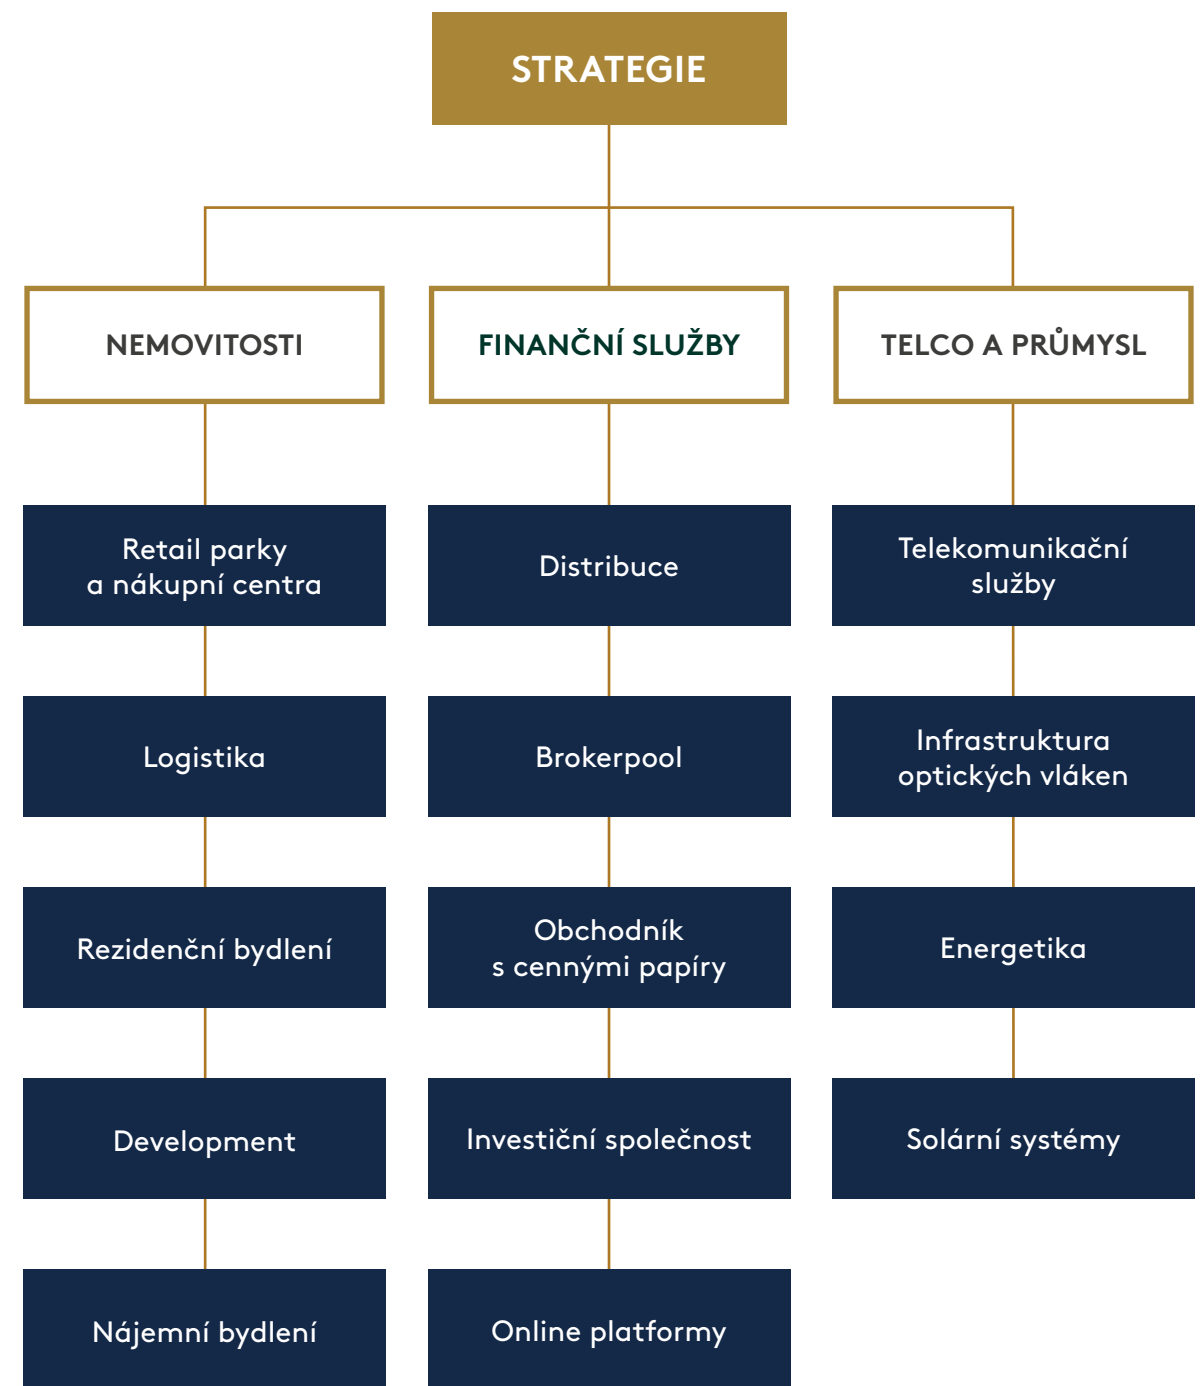 STRATEGIE
NEMOVITOSTI
FINANČNÍ SLUŽBY
TELCO A PRŮMYSL
Retail parky
a nákupní centra
Logistika
Rezidenční bydlení
Development
Nájemní bydlení
Distribuce
Brokerpool
Obchodník
s cennými papíry
Investiční společnost
Online platformy
Telekomunikační
služby
Infrastruktura
optických vláken
Energetika
Solární systémy